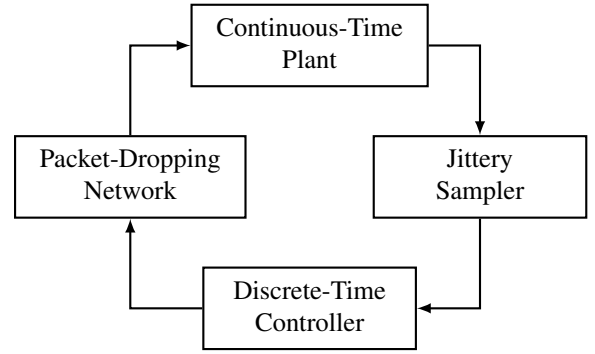 Continuous-Time
Plant
Packet-Dropping
Network
Jittery
Sampler
Discrete-Time
Controller